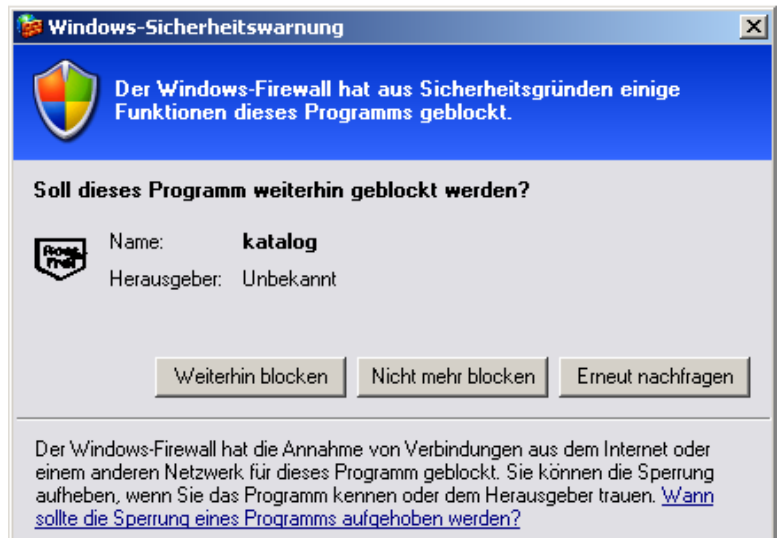 Windows-Sicherheitswarnung
Der Windows-Firewall hat aus Sicherheitsgründen einige
Funktionen dieses Programms geblockt.
Soll dieses Programm weiterhin geblockt werden?
Name: katalog
Herausgeber: Unbekannt
Weiterhin blocken Nicht mehr blocken Erneut nachfragen
Der Windows-Firewall hat die Annahme von Verbindungen aus dem Internet oder
einem anderen Netzwerk für dieses Programm geblockt. Sie können die Sperrung
aufheben, wenn Sie das Programm kennen oder dem Herausgeber trauen. Wann
sollte die Sperrung eines Programms aufgehoben werden?